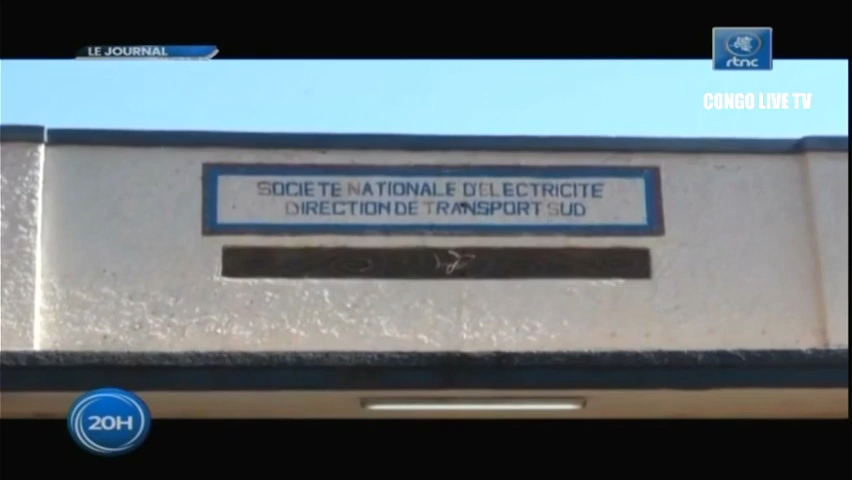 LE JOURNAL
rtnc
CONGO LIVE TV
SOCIETE NATIONALE D'ELECTRICITE
DIRECTION DE TRANSPORT SUD
20H